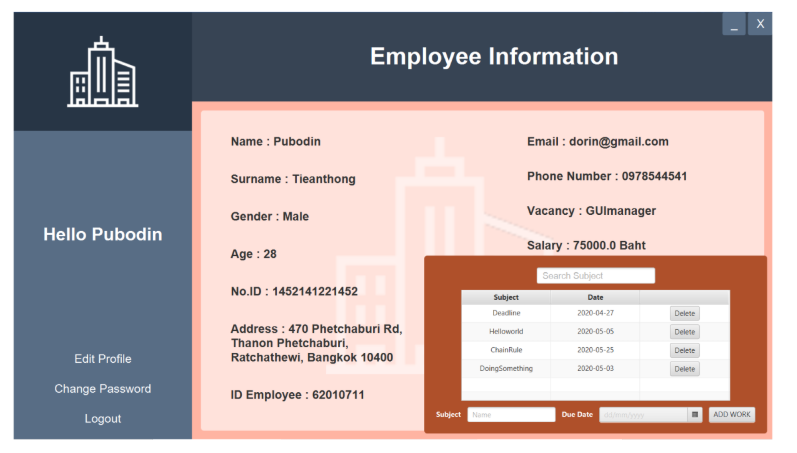 _ X
Employee Information
Hello Pubodin
Edit Profile
Change Password
Logout
Name : Pubodin
Surname : Tieanthong
Gender : Male
Age : 28
No.ID : 1452141221452
Address : 470 Phetchaburi Rd,
Thanon Phetchaburi,
Ratchathewi, Bangkok 10400
ID Employee : 62010711
Email : dorin@gmail.com
Phone Number : 0978544541
Vacancy : GUImanager
Salary : 75000.0 Baht
Search Subject
Subject Date
Deadline 2020-04-27 Delete
Helloworld 2020-05-05 Delete
ChainRule 2020-05-25 Delete
DoingSomething 2020-05-03 Delete
Subject Name Due Date ADD WORK